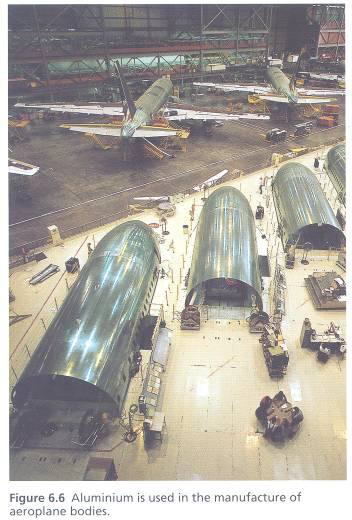 Figure 6.6 Aluminium is used in the manufacture of
aeroplane bodies.